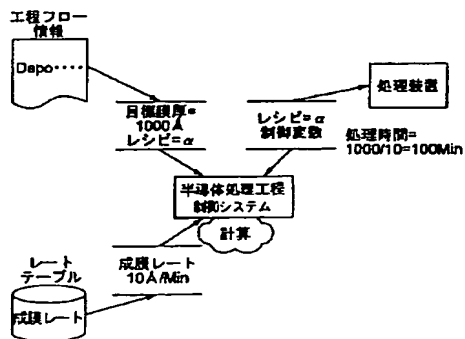 工程フロー
情報
Depo・・・・
目標膜厚=
1000Å
レシピ=α
レシピ=α
制御変数
処理装置
処理時間=
1000/10=100Min
半導体処理工程
制御システム
計算
成膜レート
10Å/Min
レート
テーブル
成膜レート